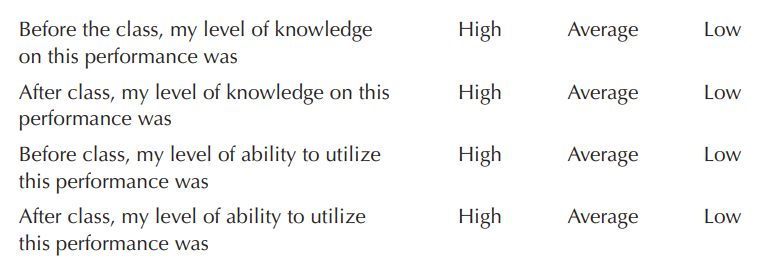 Before the class, my level of knowledge High Average Low
on this performance was
After class, my level of knowledge on this High Average Low
performance was
Before class, my level of ability to utilize High Average Low
this performance was
After class, my level of ability to utilize High Average Low
this performance was